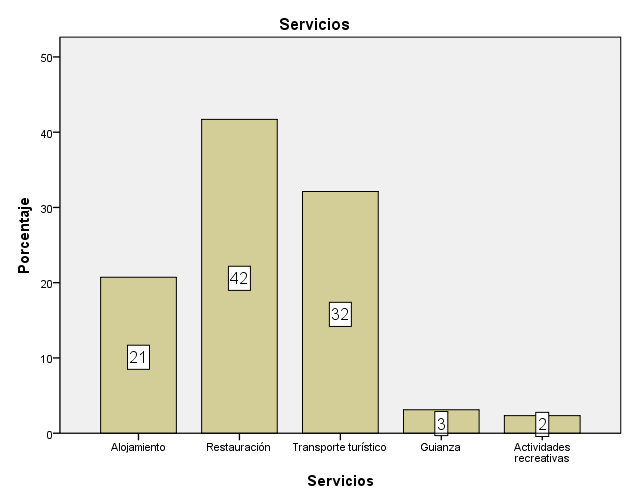 Servicios
50
40
30
20
10
0
Porcentaje
21
42
32
3
2
Alojamiento
Restauración
Transporte turístico
Guianza
Actividades
recreativas
Servicios